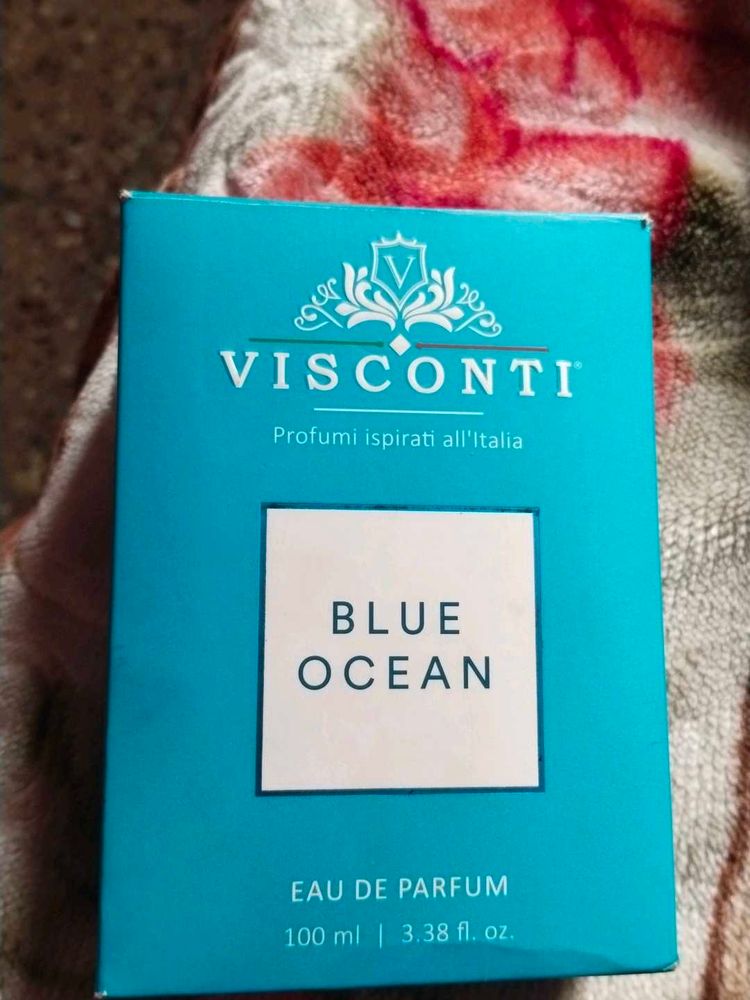 V
VISCONTI®
Profumi ispirati all'Italia
BLUE
OCEAN
EAU DE PARFUM
100 ml | 3.38 fl. oz.